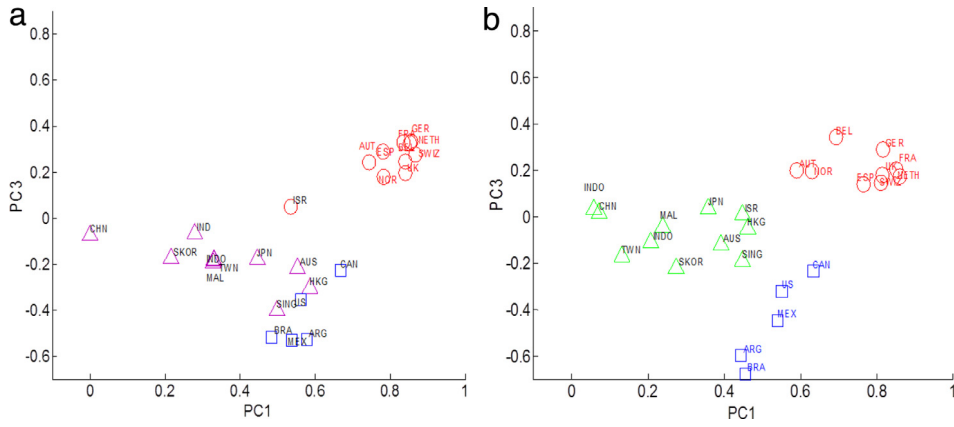 a
PC3
0.8
0.6
0.4
0.2
0
-0.2
-0.4
-0.6
0 0.2 0.4 0.6 0.8 1
PC1
CHN
SKOR
IND
INDO
TWN
MAL
JPN
ISR
AUS
HKG
SING
CAN
US
BRA
MEX
ARG
AUT
ESP
NOR
FRA
GER
NETH
SWIZ
UK
b
PC3
0.8
0.6
0.4
0.2
0
-0.2
-0.4
-0.6
0 0.2 0.4 0.6 0.8 1
PC1
INDO
CHN
TWN
INDO
MAL
SKOR
JPN
AUS
ISR
HKG
SING
CAN
US
MEX
ARG
BRA
BEL
AUT
NOR
GER
FRA
UK
NETH
ESP
SWIZ